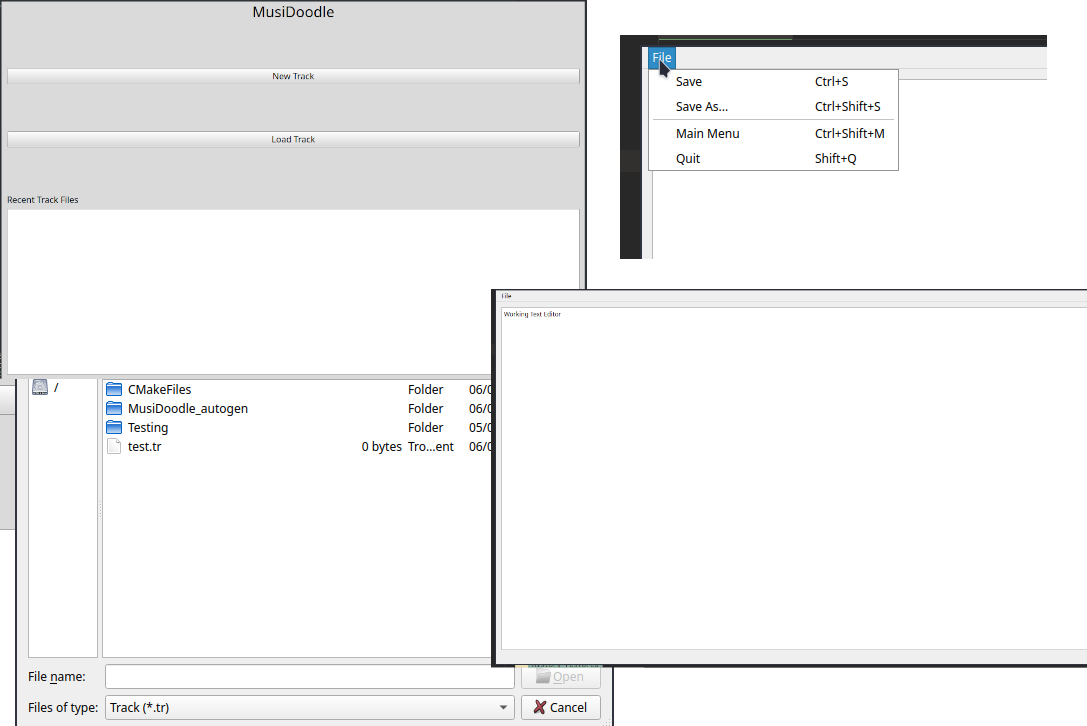 MusiDoodle
New Track
Load Track
Recent Track Files
File
Save Ctrl+S
Save As... Ctrl+Shift+S
Main Menu Ctrl+Shift+M
Quit Shift+Q
File
Working Text Editor
/
CMakeFiles Folder 06/0
MusiDoodle_autogen Folder 06/0
Testing Folder 05/0
test.tr 0 bytes Tro...ent 06/0
File name: Open
Files of type: Track (*.tr) Cancel